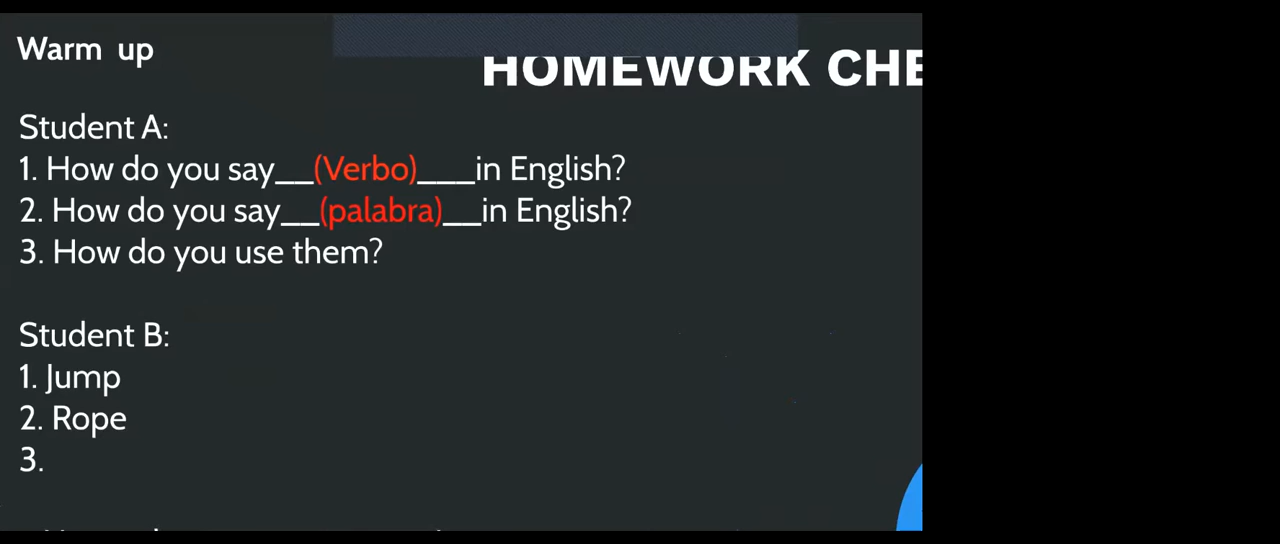 Warm up
HOMEWORK
Student A:
1. How do you say__(Verbo)___in English?
2. How do you say__(palabra)__in English?
3. How do you use them?
Student B:
1. Jump
2. Rope
3.